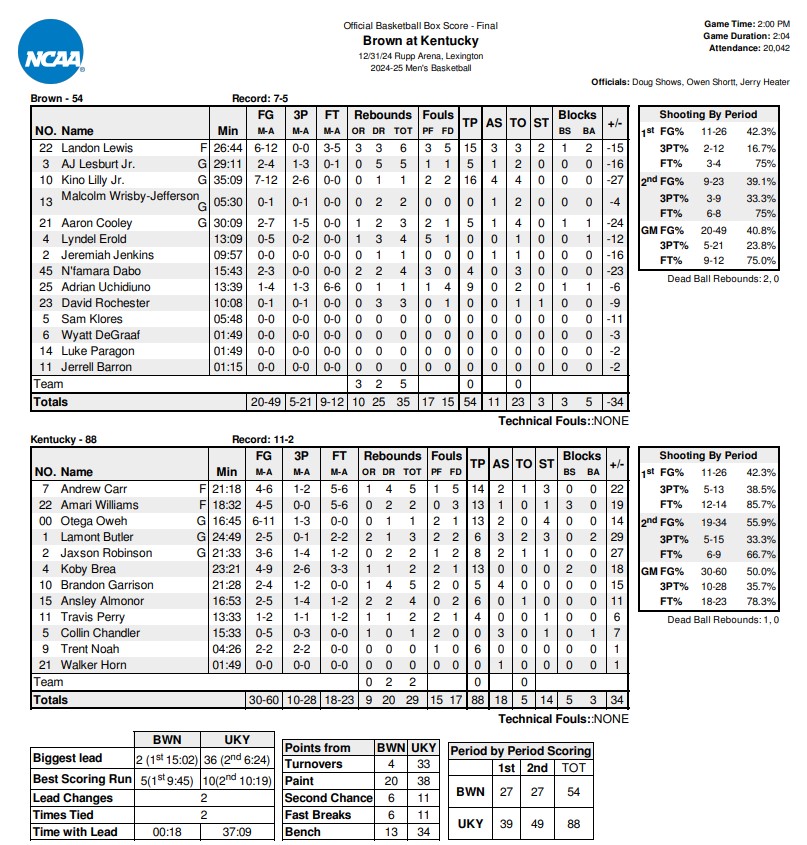 NCAA®
Official Basketball Box Score - Final
Brown at Kentucky
12/31/24 Rupp Arena, Lexington
2024-25 Men's Basketball
Game Time: 2:00 PM
Game Duration: 2:04
Attendance: 20,042
Officials: Doug Shows, Owen Shortt, Jerry Heater
Brown - 54 Record: 7-5
FG 3P FT Rebounds Fouls Blocks
NO. Name Min M-A M-A M-A OR DR TOT PF FD TP AS TO ST BS BA +/-
22 Landon Lewis F 26:44 6-12 0-0 3-5 3 3 6 3 5 15 3 3 2 1 2 -15
3 AJ Lesburt Jr. G 29:11 2-4 1-3 0-1 0 5 5 1 1 5 1 2 0 0 0 -16
10 Kino Lilly Jr. G 35:09 7-12 2-6 0-0 0 1 1 2 2 16 4 4 0 0 0 -27
13 Malcolm Wrisby-Jefferson G 05:30 0-1 0-1 0-0 0 2 2 0 0 0 1 2 0 0 0 -4
21 Aaron Cooley G 30:09 2-7 1-5 0-0 1 2 3 2 1 5 1 4 0 1 1 -24
4 Lyndel Erold 13:09 0-5 0-2 0-0 1 3 4 5 1 0 0 1 0 0 1 -12
2 Jeremiah Jenkins 09:57 0-0 0-0 0-0 0 1 1 0 0 0 1 1 0 0 0 -16
45 N'famara Dabo 15:43 2-3 0-0 0-0 2 2 4 3 0 4 0 3 0 0 0 -23
25 Adrian Uchidiuno 13:39 1-4 1-3 6-6 1 0 1 1 4 9 0 2 0 1 1 -6
23 David Rochester 10:08 0-1 0-1 0-0 0 3 3 0 1 0 0 1 1 0 0 -9
5 Sam Klores 05:48 0-0 0-0 0-0 0 0 0 0 0 0 0 0 0 0 0 -11
6 Wyatt DeGraaf 01:49 0-0 0-0 0-0 0 0 0 0 0 0 0 0 0 0 0 -3
14 Luke Paragon 01:49 0-0 0-0 0-0 0 0 0 0 0 0 0 0 0 0 0 -2
11 Jerrell Barron 01:15 0-0 0-0 0-0 0 0 0 0 0 0 0 0 0 0 0 -2
Team 3 2 5 0 0
Totals 20-49 5-21 9-12 10 25 35 17 15 54 11 23 3 3 5 -34
Technical Fouls::NONE
Shooting By Period
1st FG% 11-26 42.3%
3PT% 2-12 16.7%
FT% 3-4 75%
2nd FG% 9-23 39.1%
3PT% 3-9 33.3%
FT% 6-8 75%
GM FG% 20-49 40.8%
3PT% 5-21 23.8%
FT% 9-12 75.0%
Dead Ball Rebounds: 2, 0
Kentucky - 88 Record: 11-2
FG 3P FT Rebounds Fouls Blocks
NO. Name Min M-A M-A M-A OR DR TOT PF FD TP AS TO ST BS BA +/-
7 Andrew Carr F 21:18 4-6 1-2 5-6 1 4 5 1 5 14 2 1 3 0 0 22
22 Amari Williams F 18:32 4-5 0-0 5-6 0 2 2 0 3 13 1 0 1 3 0 19
00 Otega Oweh G 16:45 6-11 1-3 0-0 0 1 1 2 1 13 2 0 4 0 0 14
1 Lamont Butler G 24:49 2-5 0-1 2-2 2 1 3 2 2 6 3 2 3 0 2 29
2 Jaxson Robinson G 21:33 3-6 1-4 1-2 0 2 2 1 2 8 2 1 1 0 0 27
4 Koby Brea 23:21 4-9 2-6 3-3 1 1 2 1 1 13 0 0 0 2 0 18
10 Brandon Garrison 21:28 2-4 1-2 0-0 1 4 5 2 0 5 4 0 0 0 0 15
15 Ansley Almonor 16:53 2-5 1-4 1-2 2 2 4 0 2 6 0 1 0 0 0 11
11 Travis Perry 13:33 1-2 1-1 1-2 1 1 2 2 1 4 0 0 1 0 0 6
5 Collin Chandler 15:33 0-5 0-3 0-0 1 0 1 2 0 0 3 0 1 0 1 7
9 Trent Noah 04:26 2-2 2-2 0-0 0 0 0 1 0 6 0 0 0 0 0 1
21 Walker Horn 01:49 0-0 0-0 0-0 0 0 0 0 0 0 1 0 0 0 0 1
Team 0 2 2 0 0
Totals 30-60 10-28 18-23 9 20 29 15 17 88 18 5 14 5 3 34
Technical Fouls::NONE
Shooting By Period
1st FG% 11-26 42.3%
3PT% 5-13 38.5%
FT% 12-14 85.7%
2nd FG% 19-34 55.9%
3PT% 5-15 33.3%
FT% 6-9 66.7%
GM FG% 30-60 50.0%
3PT% 10-28 35.7%
FT% 18-23 78.3%
Dead Ball Rebounds: 1, 0
BWN UKY
Biggest lead 2 (1st 15:02) 36 (2nd 6:24)
Best Scoring Run 5(1st 9:45) 10(2nd 10:19)
Lead Changes 2
Times Tied 2
Time with Lead 00:18 37:09
Points from BWN UKY
Turnovers 4 33
Paint 20 38
Second Chance 6 11
Fast Breaks 6 11
Bench 13 34
Period by Period Scoring
1st 2nd TOT
BWN 27 27 54
UKY 39 49 88